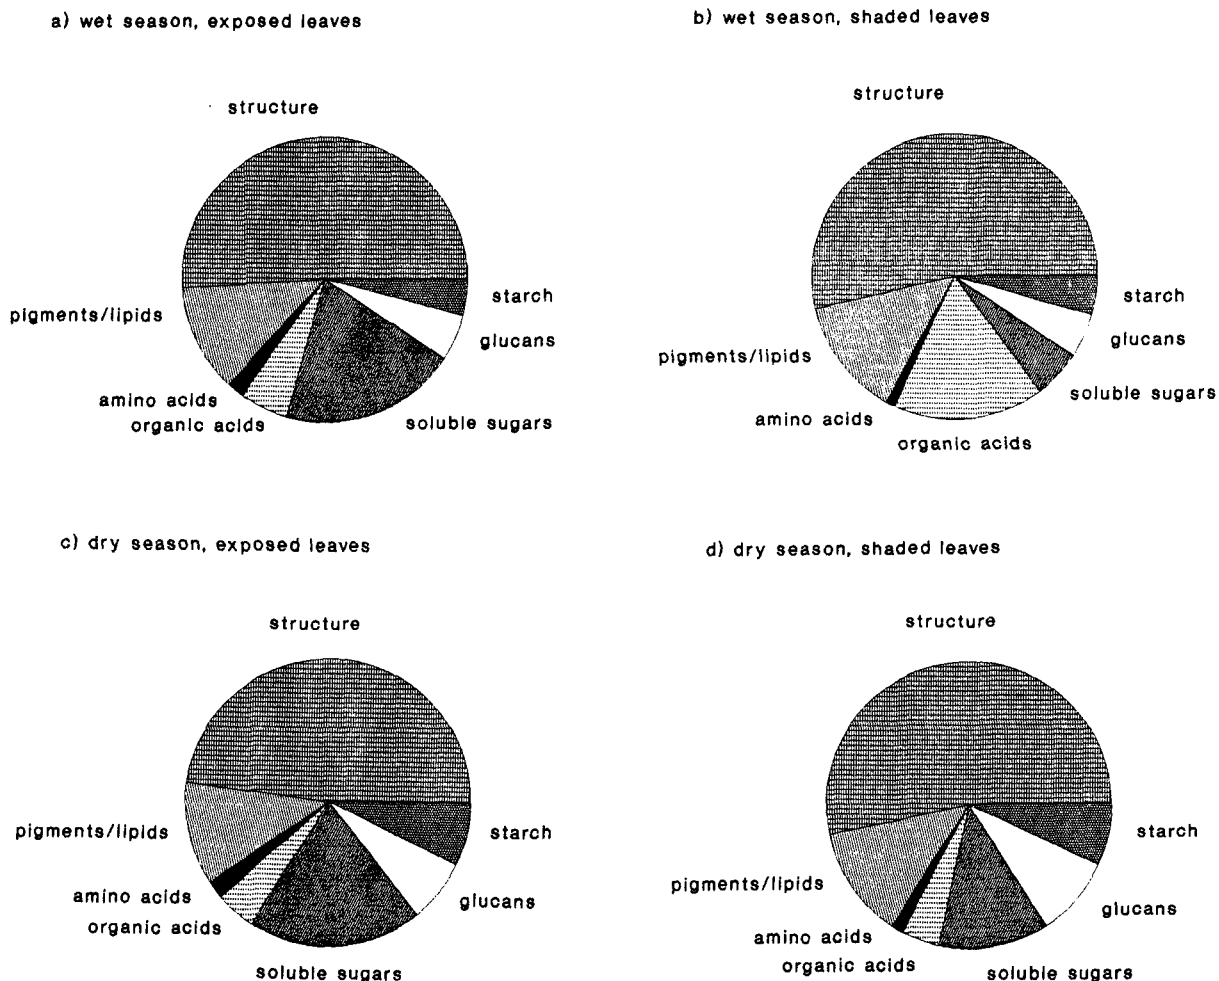 a) wet season, exposed leaves
structure
starch
glucans
soluble sugars
organic acids
amino acids
pigments/lipids
b) wet season, shaded leaves
structure
starch
glucans
soluble sugars
organic acids
amino acids
pigments/lipids
c) dry season, exposed leaves
structure
starch
glucans
soluble sugars
organic acids
amino acids
pigments/lipids
d) dry season, shaded leaves
structure
starch
glucans
soluble sugars
organic acids
amino acids
pigments/lipids